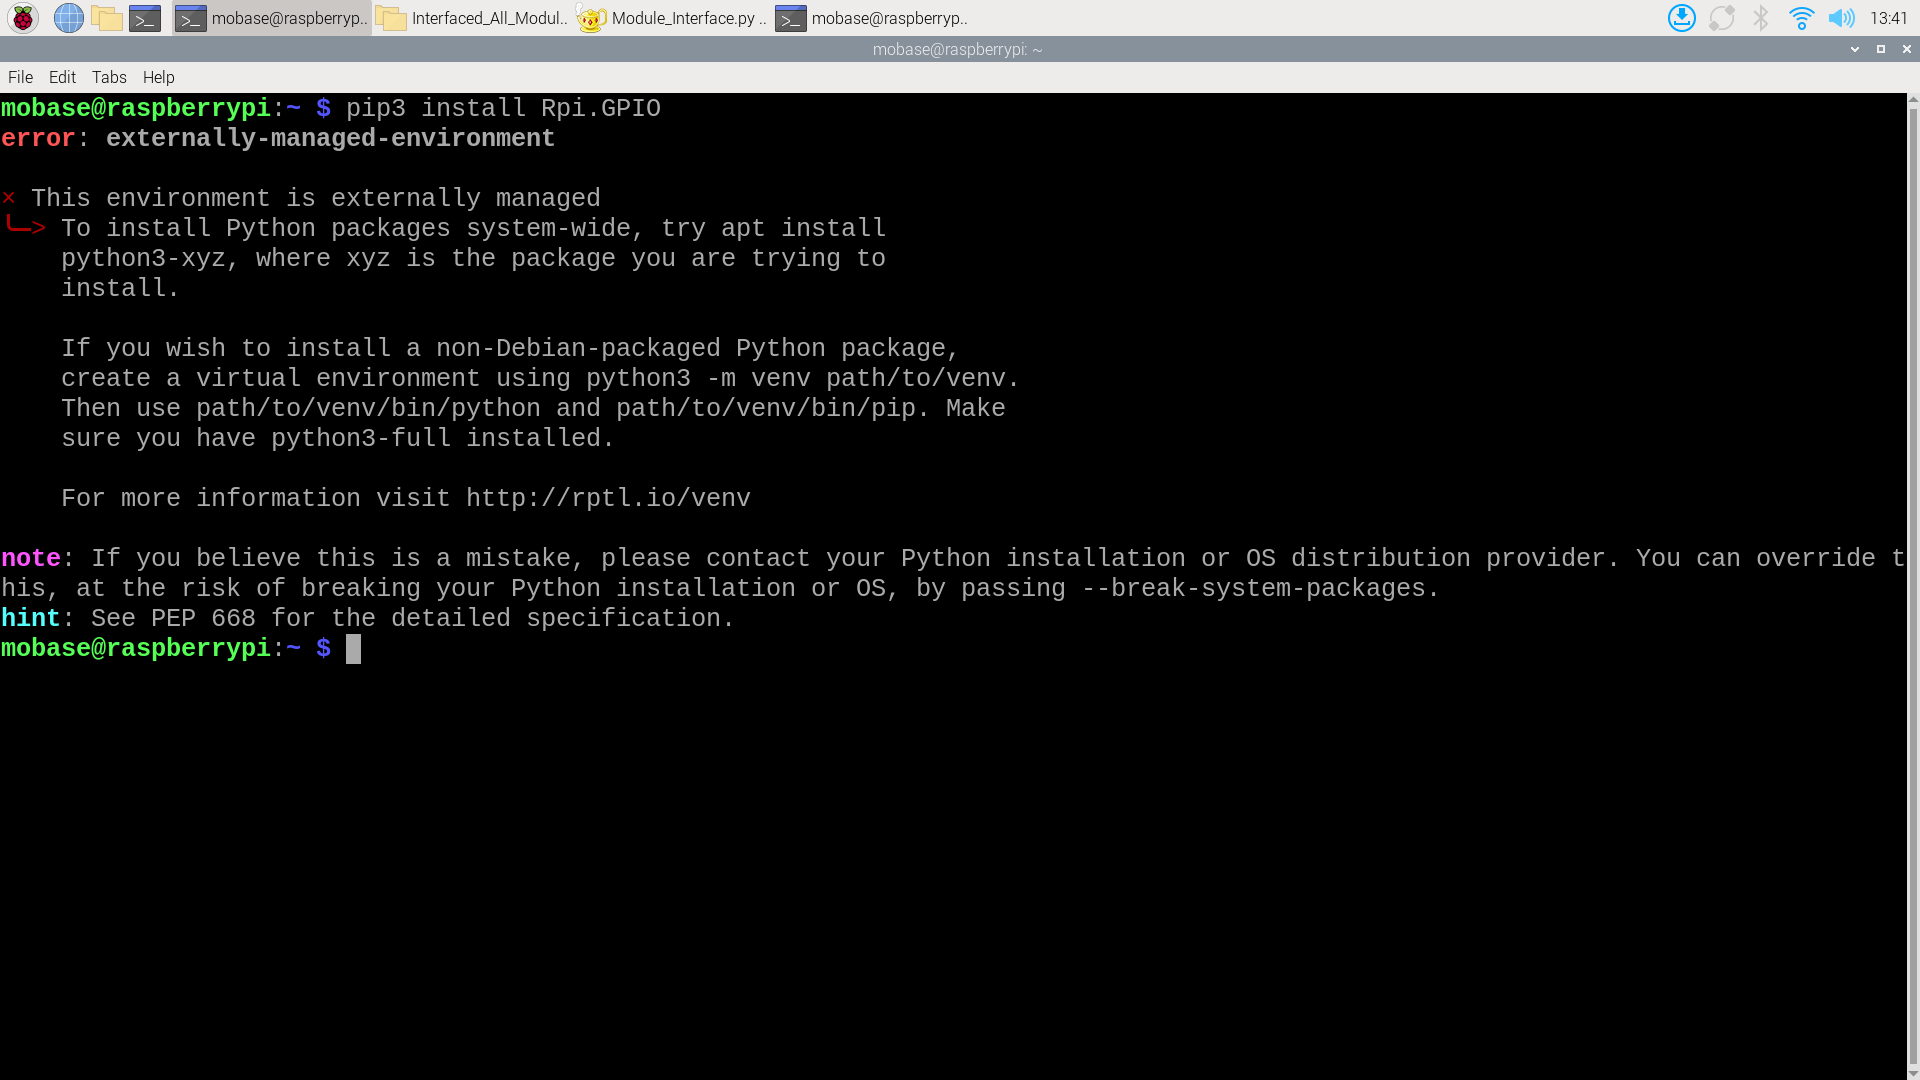 mobase@raspberryp..
Interfaced_All_Modul..
Module_Interface.py ..
mobase@raspberryp..
13:41
mobase@raspberrypi: ~
File Edit Tabs Help
mobase@raspberrypi:~ $ pip3 install Rpi.GPIO
error: externally-managed-environment
× This environment is externally managed
╰─> To install Python packages system-wide, try apt install
python3-xyz, where xyz is the package you are trying to
install.
If you wish to install a non-Debian-packaged Python package,
create a virtual environment using python3 -m venv path/to/venv.
Then use path/to/venv/bin/python and path/to/venv/bin/pip. Make
sure you have python3-full installed.
For more information visit http://rptl.io/venv
note: If you believe this is a mistake, please contact your Python installation or OS distribution provider. You can override t
his, at the risk of breaking your Python installation or OS, by passing --break-system-packages.
hint: See PEP 668 for the detailed specification.
mobase@raspberrypi:~ $